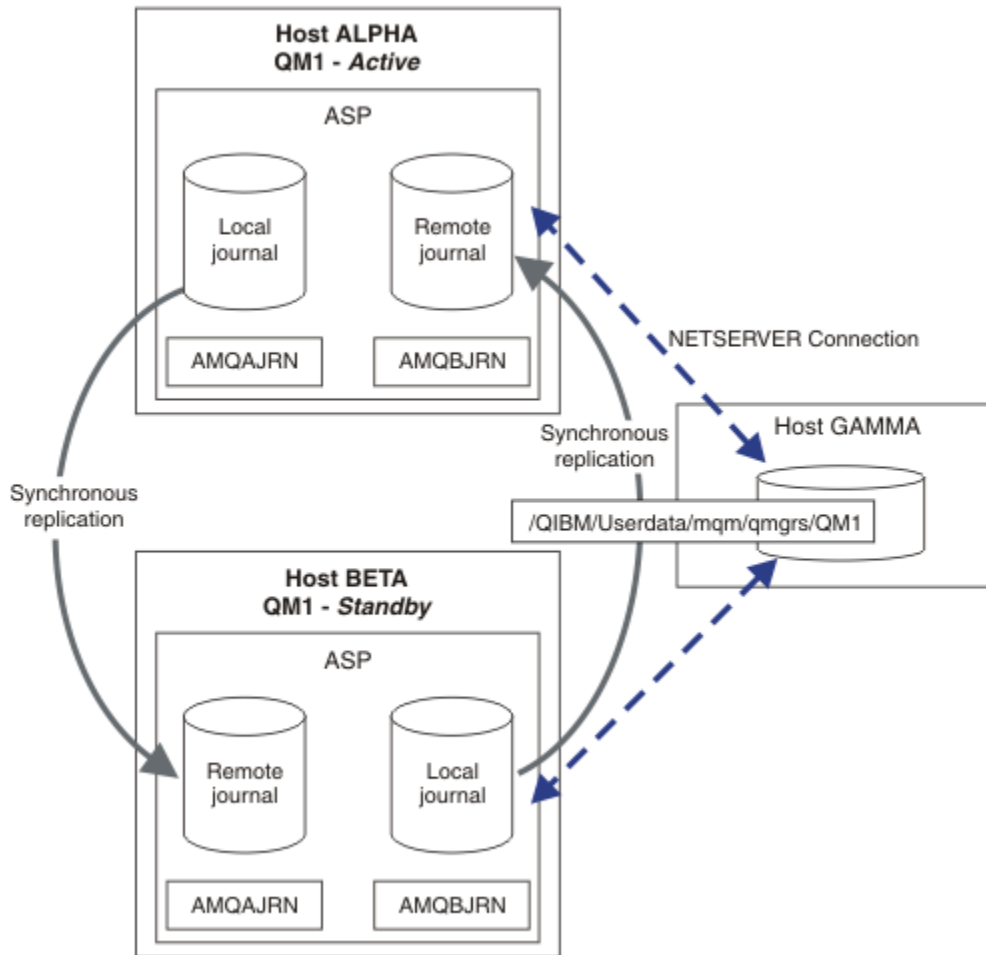 Host ALPHA
QM1 - Active
ASP
Local
journal
Remote
journal
AMQAJRN
AMQBJRN
NETSERVER Connection
Host GAMMA
/QIBM/Userdata/mqm/qmgrs/QM1
Synchronous
replication
Synchronous
replication
Host BETA
QM1 - Standby
ASP
Remote
journal
Local
journal
AMQAJRN
AMQBJRN